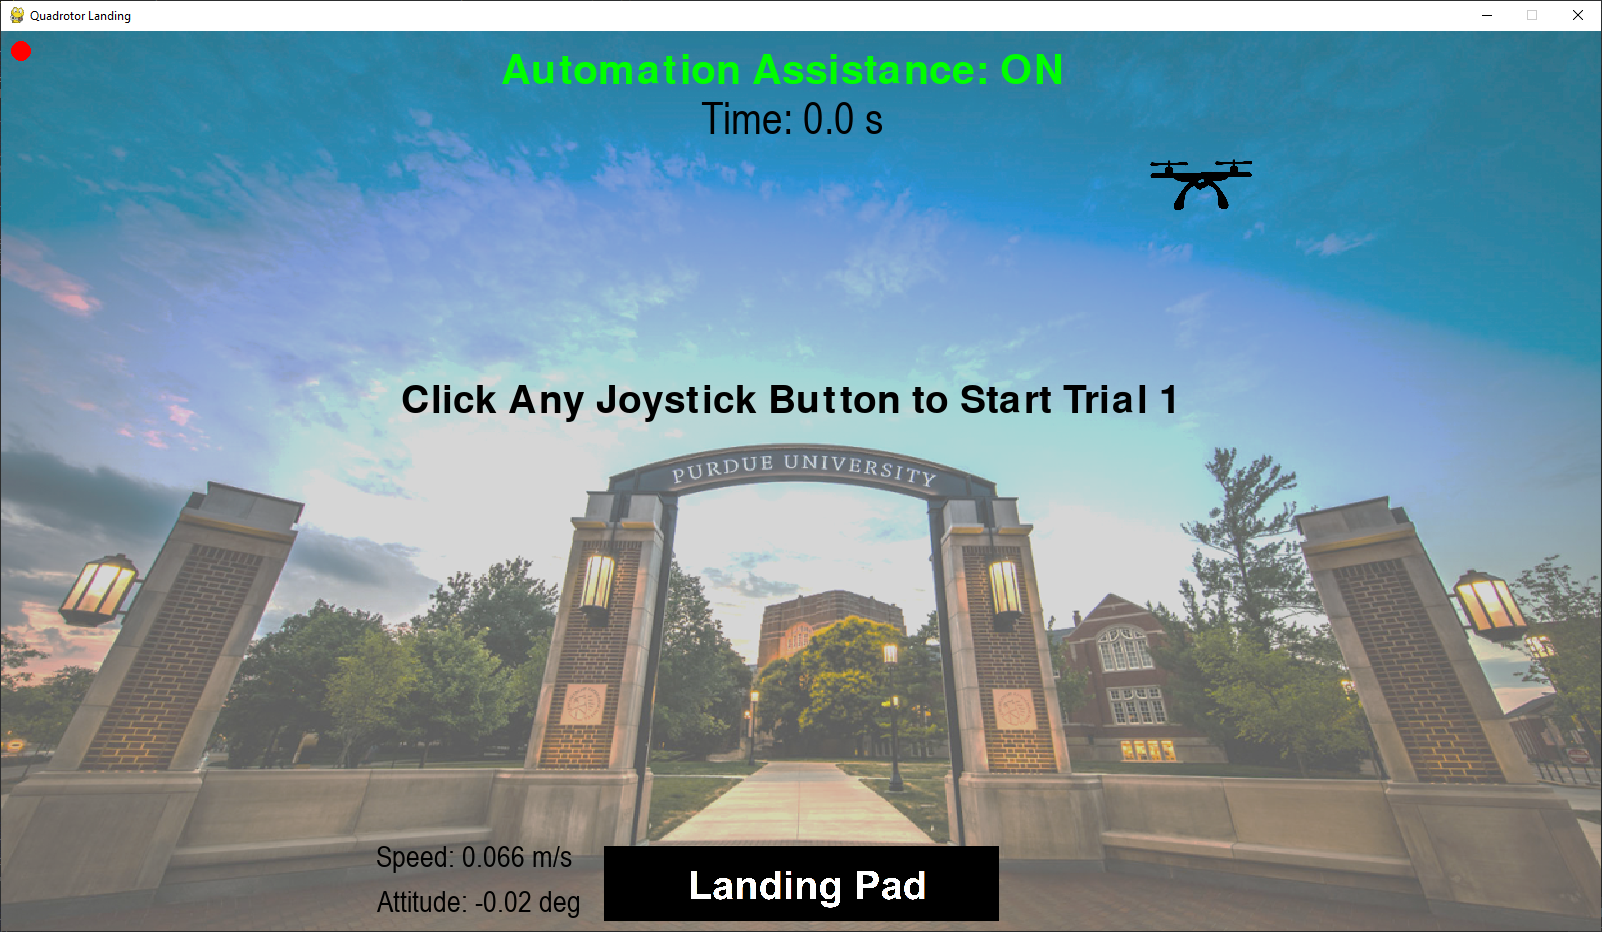 Quadrotor Landing
Automation Assistance: ON
Time: 0.0 s
Click Any Joystick Button to Start Trial 1
PURDUE UNIVERSITY
Speed: 0.066 m/s
Attitude: -0.02 deg
Landing Pad